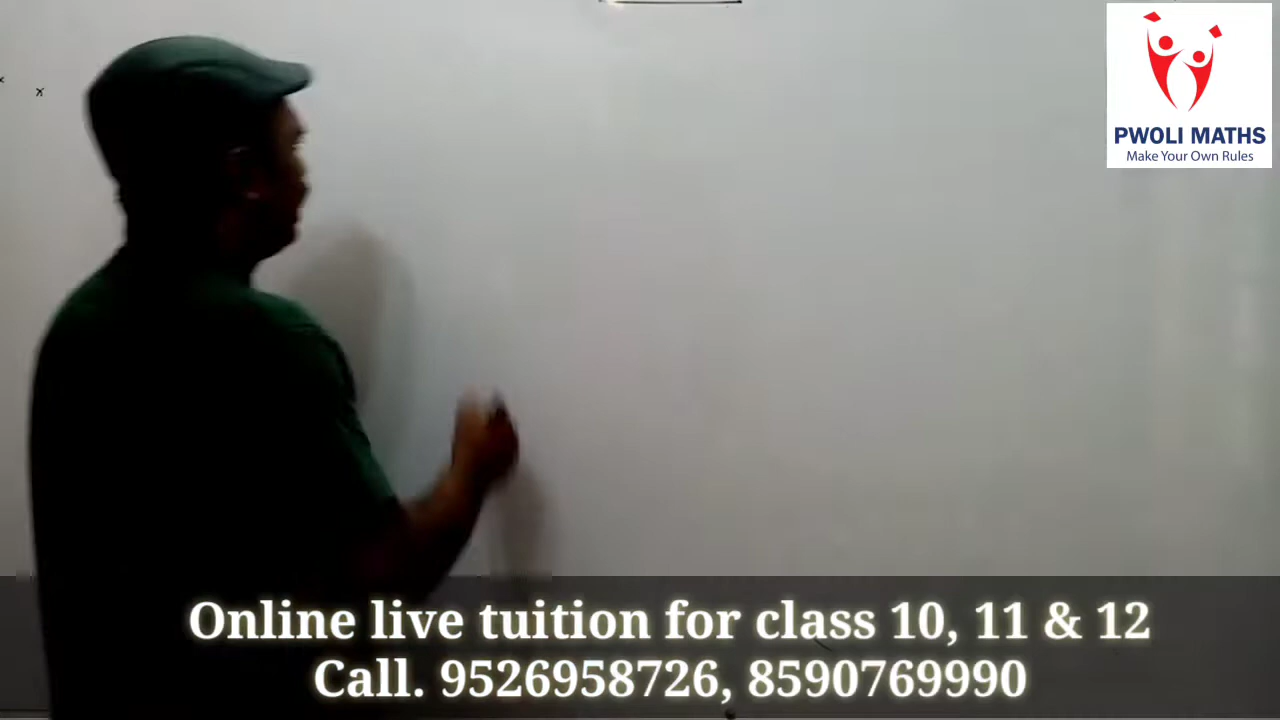 PWOLI MATHS
Make Your Own Rules
Online live tuition for class 10, 11 & 12
Call. 9526958726, 8590769990